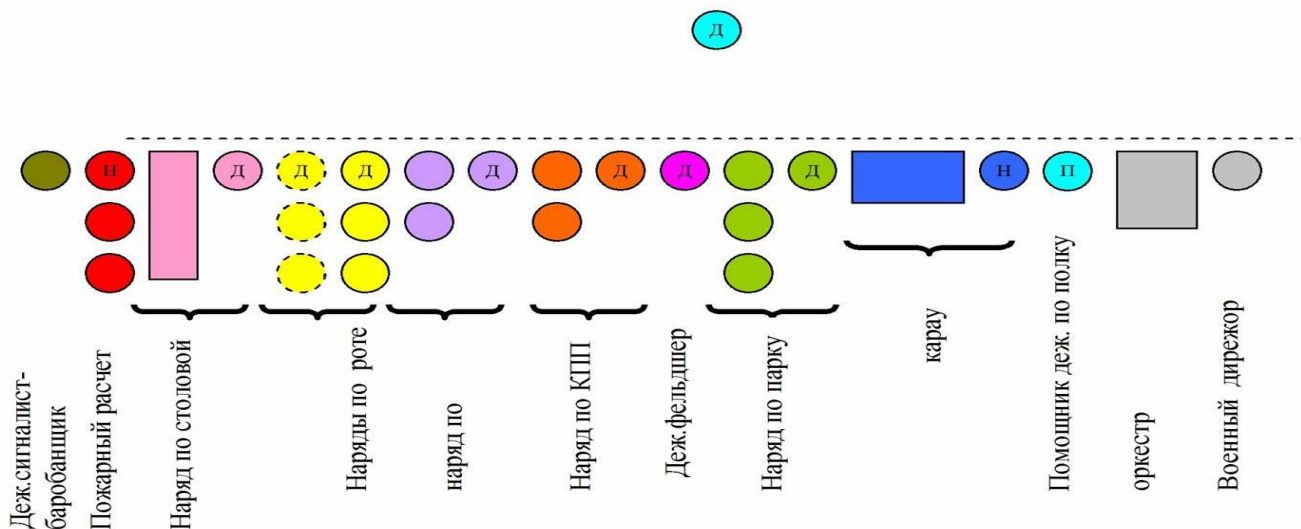 Д
Н
Д
Д
Д
Д
Д
Д
Д
Н
П
Деж.сигналист-
баробанщик
Пожарный расчет
Наряд по столовой
Наряды по роте
наряд по
Наряд по КПП
Деж.фельдшер
Наряд по парку
карау
Помощник деж. по полку
оркестр
Военный дирежор